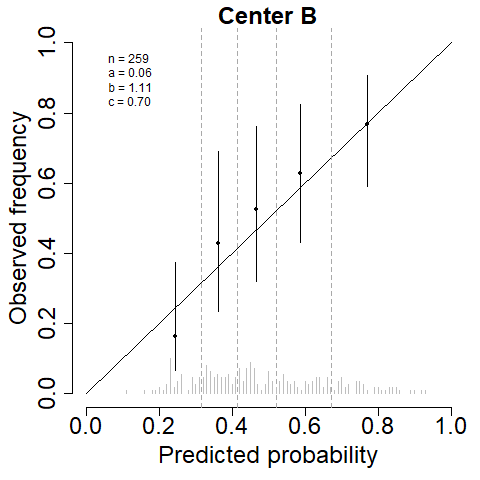 Center B
n = 259
a = 0.06
b = 1.11
c = 0.70
Observed frequency
1.0
0.8
0.6
0.4
0.2
0.0
0.0 0.2 0.4 0.6 0.8 1.0
Predicted probability